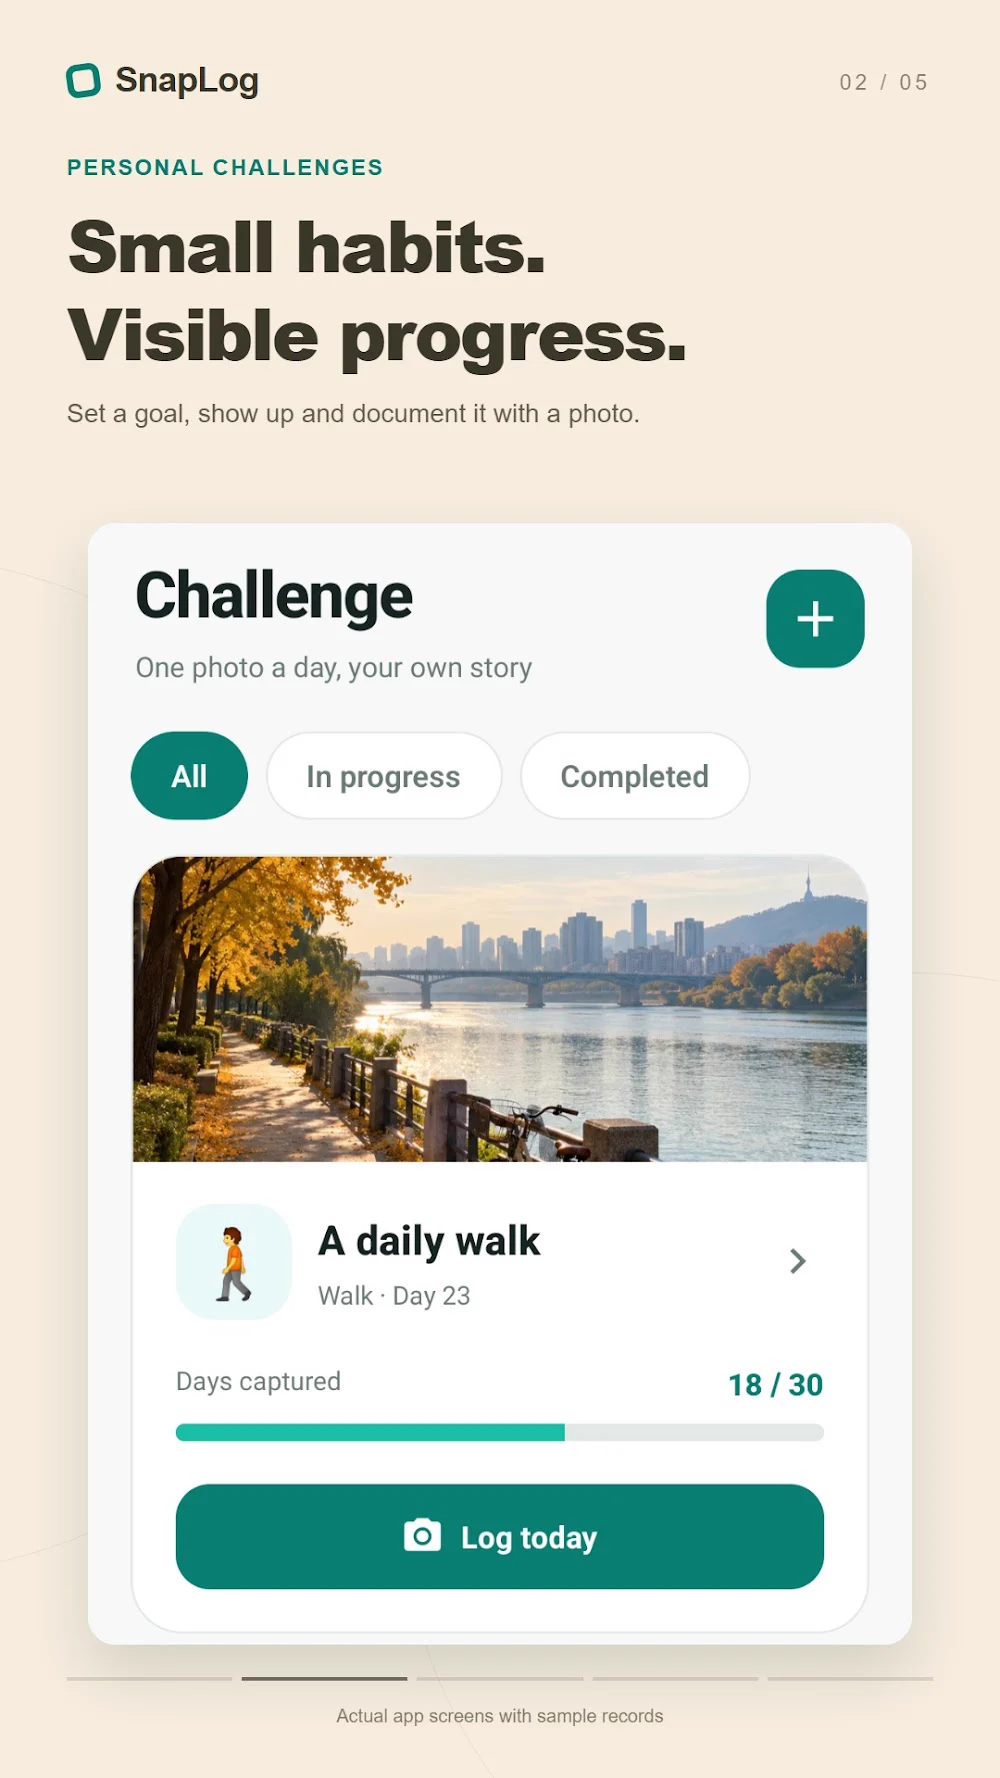 SnapLog
02 / 05
PERSONAL CHALLENGES
Small habits.
Visible progress.
Set a goal, show up and document it with a photo.
Challenge
One photo a day, your own story
All
In progress
Completed
A daily walk
Walk · Day 23
Days captured
18 / 30
Log today
Actual app screens with sample records